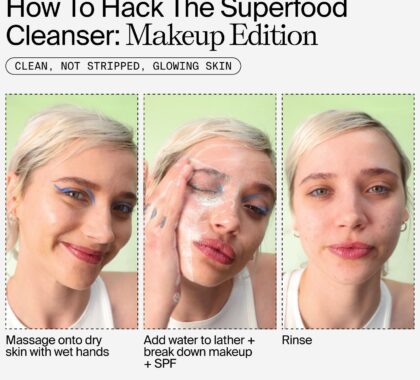 How To Hack The Superfood
Cleanser: Makeup Edition
CLEAN, NOT STRIPPED, GLOWING SKIN
Massage onto dry
skin with wet hands
Add water to lather +
break down makeup
+ SPF
Rinse